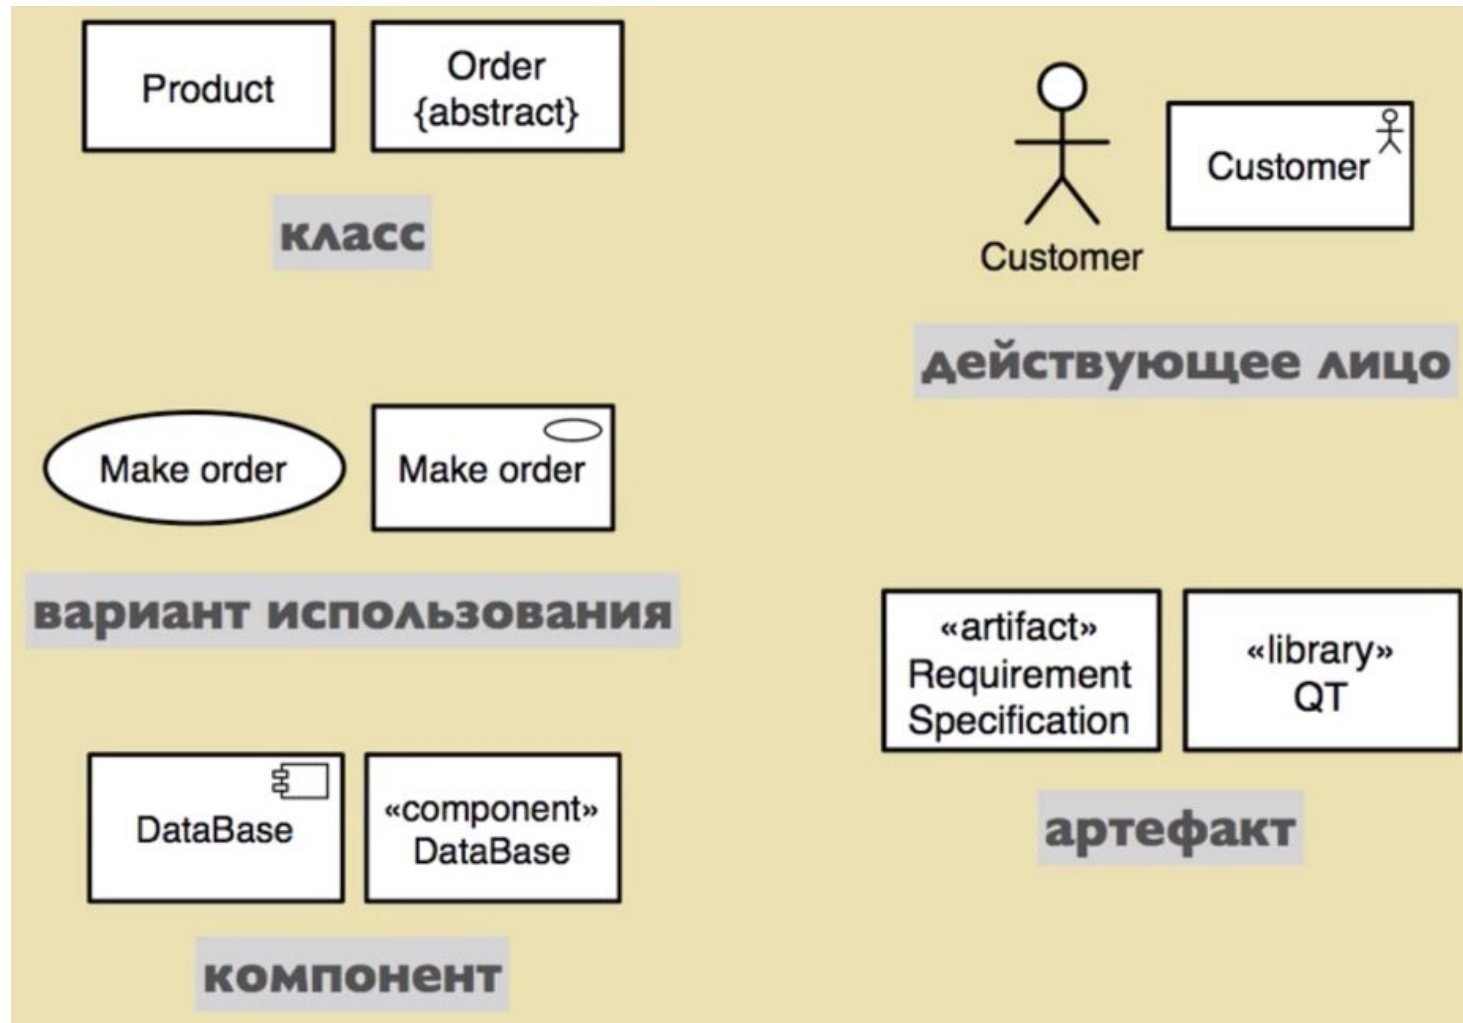 Product
Order
{abstract}
класс
Customer
Customer
действующее лицо
Make order
Make order
вариант использования
«artifact»
Requirement
Specification
«library»
QT
артефакт
DataBase
«component»
DataBase
компонент